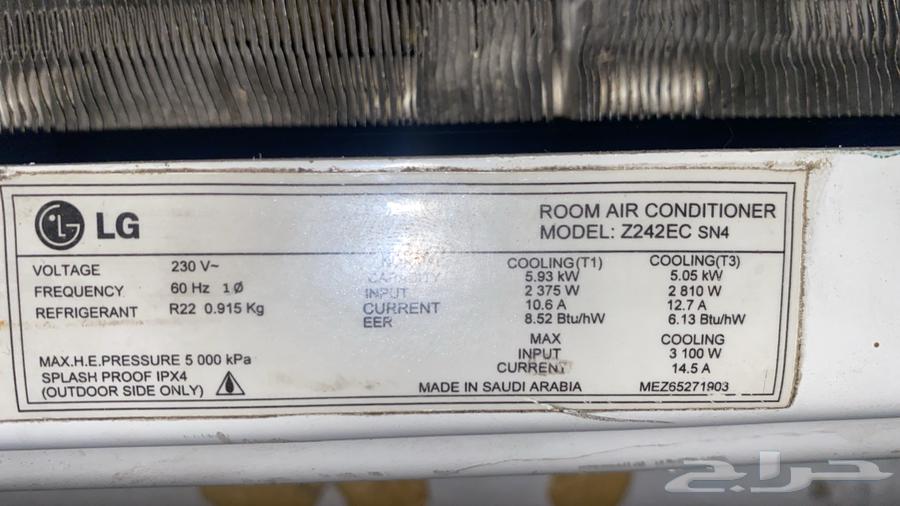 LG
ROOM AIR CONDITIONER
MODEL: Z242EC SN4
COOLING(T1) COOLING(T3)
VOLTAGE 230 V~ CAPACITY 5.93 kW 5.05 kW
FREQUENCY 60 Hz 1Ø INPUT 2 375 W 2 810 W
REFRIGERANT R22 0.915 Kg CURRENT 10.6 A 12.7 A
EER 8.52 Btu/hW 6.13 Btu/hW
MAX COOLING
MAX.H.E.PRESSURE 5 000 kPa INPUT 3 100 W
SPLASH PROOF IPX4 CURRENT 14.5 A
(OUTDOOR SIDE ONLY) MADE IN SAUDI ARABIA MEZ65271903
حراج